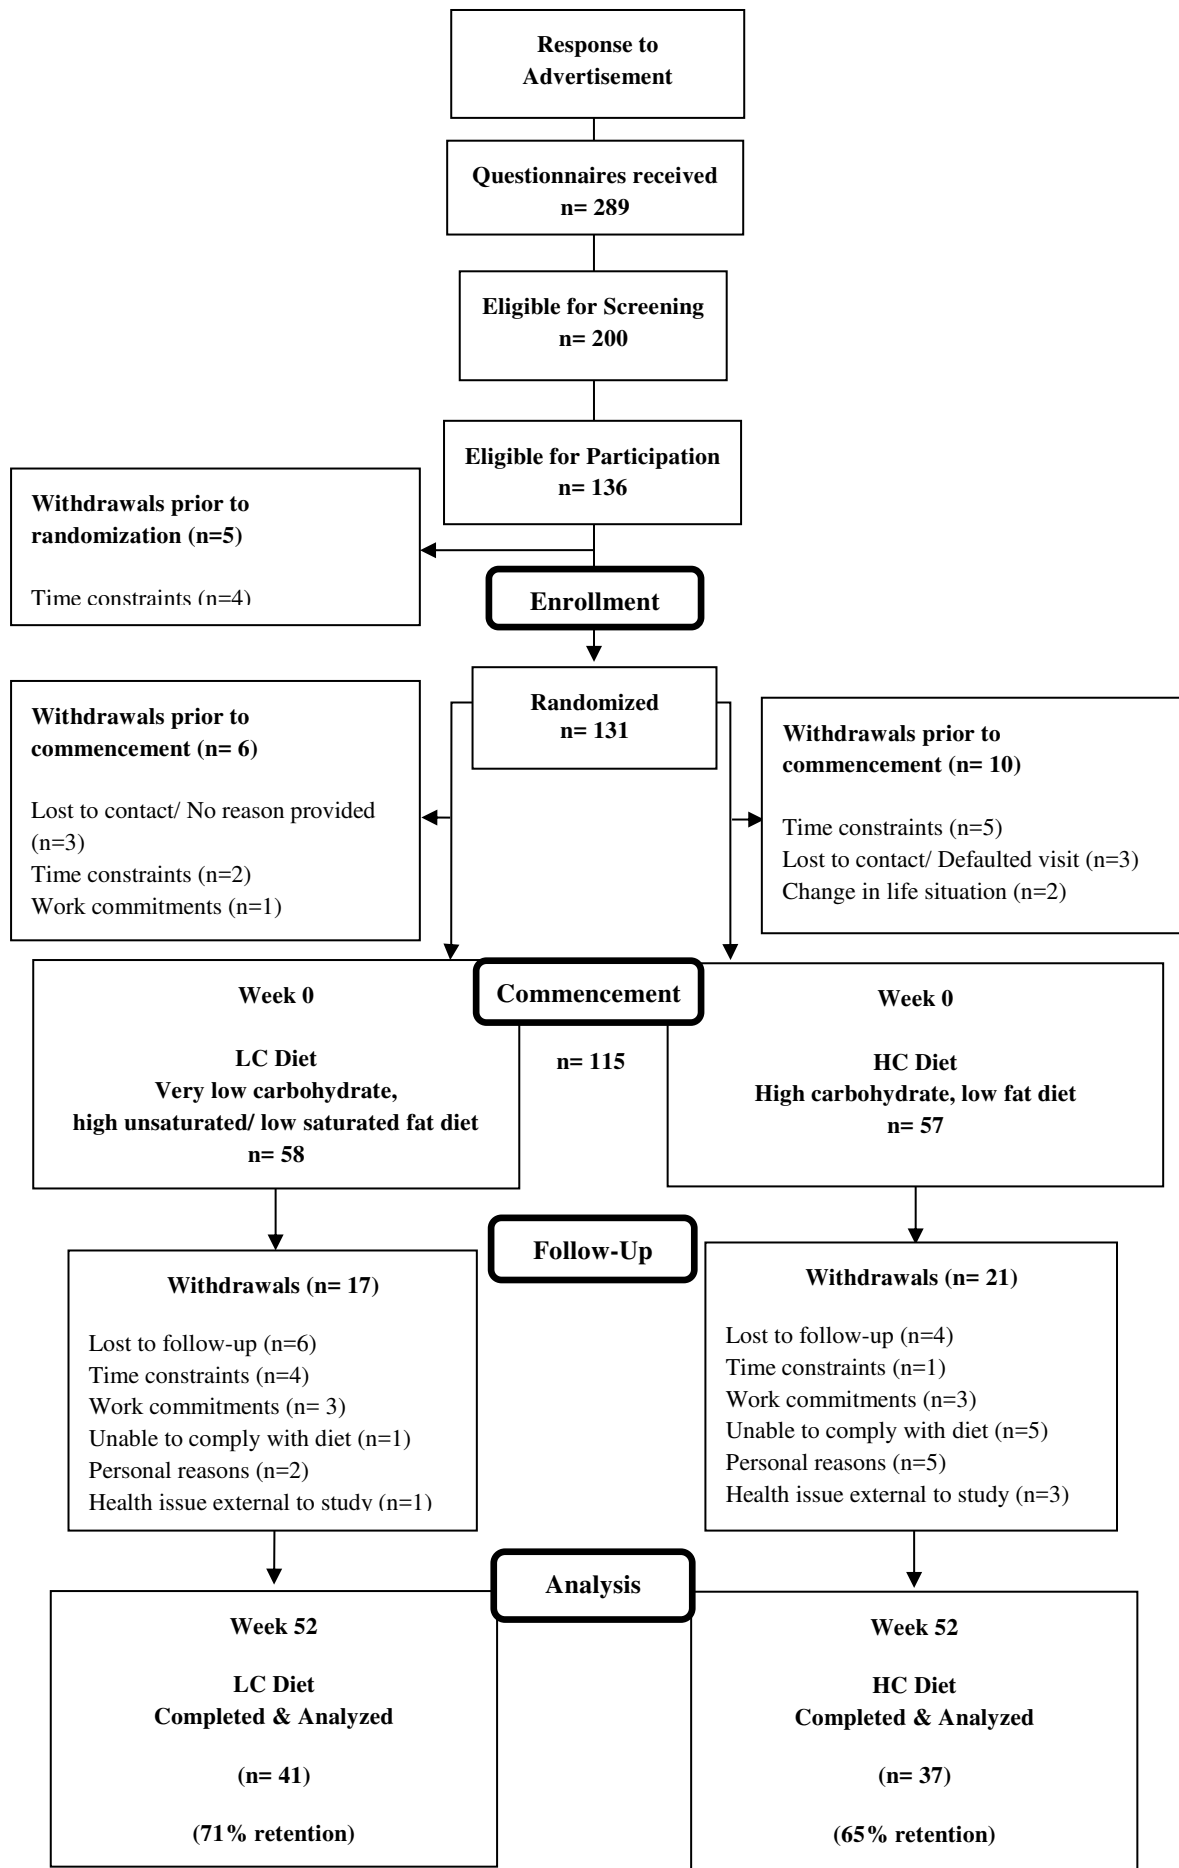 Response to
Advertisement
Questionnaires received
n= 289
Eligible for Screening
n= 200
Eligible for Participation
n= 136
Withdrawals prior to
randomization (n=5)
Time constraints (n=4)
Enrollment
Randomized
n= 131
Withdrawals prior to
commencement (n= 6)
Lost to contact/ No reason provided
(n=3)
Time constraints (n=2)
Work commitments (n=1)
Withdrawals prior to
commencement (n= 10)
Time constraints (n=5)
Lost to contact/ Defaulted visit (n=3)
Change in life situation (n=2)
Commencement
n= 115
Week 0
LC Diet
Very low carbohydrate,
high unsaturated/ low saturated fat diet
n= 58
Week 0
HC Diet
High carbohydrate, low fat diet
n= 57
Follow-Up
Withdrawals (n= 17)
Lost to follow-up (n=6)
Time constraints (n=4)
Work commitments (n= 3)
Unable to comply with diet (n=1)
Personal reasons (n=2)
Health issue external to study (n=1)
Withdrawals (n= 21)
Lost to follow-up (n=4)
Time constraints (n=1)
Work commitments (n=3)
Unable to comply with diet (n=5)
Personal reasons (n=5)
Health issue external to study (n=3)
Analysis
Week 52
LC Diet
Completed & Analyzed
(n= 41)
(71% retention)
Week 52
HC Diet
Completed & Analyzed
(n= 37)
(65% retention)